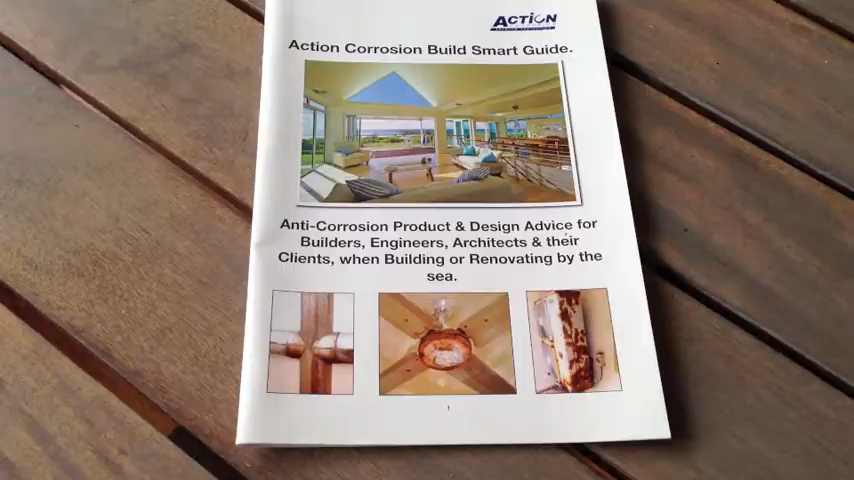 ACTION
Action Corrosion Build Smart Guide.
Anti-Corrosion Product & Design Advice for
Builders, Engineers, Architects & their
Clients, when Building or Renovating by the
sea.
1